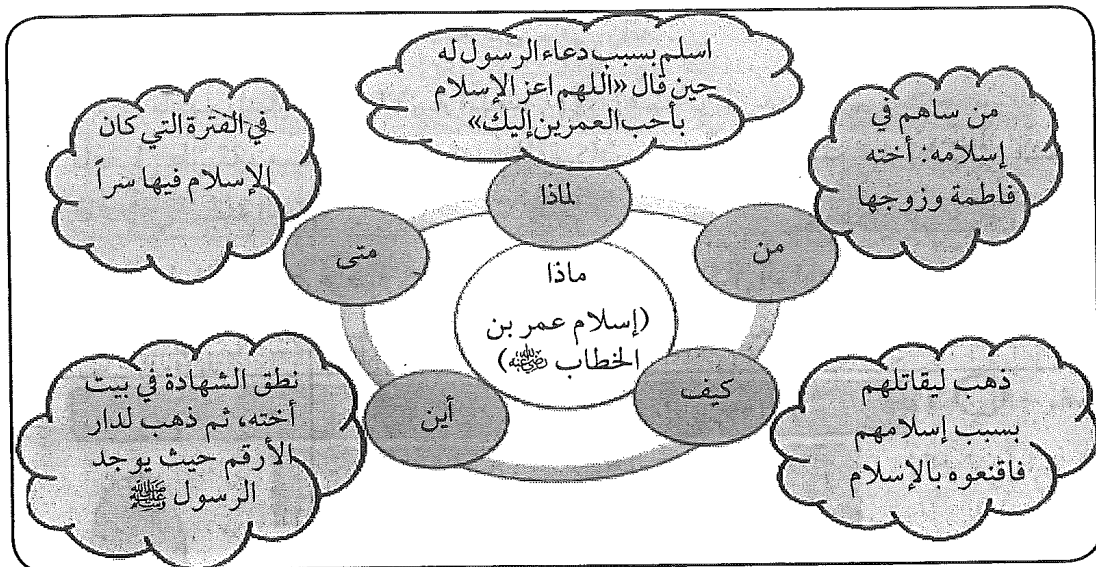 اسلم بسبب دعاء الرسول له
حين قال «اللهم اعز الإسلام
بأحب العمرين إليك»
من ساهم في
إسلامه: أخته
فاطمة وزوجها
في الفترة التي كان
الإسلام فيها سراً
لماذا
من
متى
ماذا
(إسلام عمر بن
الخطاب رضي الله عنه)
كيف
أين
ذهب ليقاتلهم
بسبب إسلامهم
فاقنعوه بالإسلام
نطق الشهادة في بيت
أخته، ثم ذهب لدار
الأرقم حيث يوجد
الرسول ﷺ